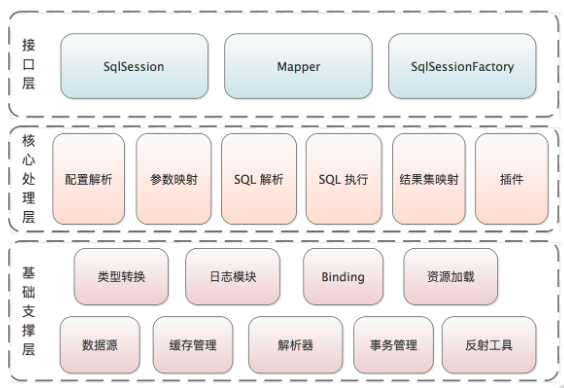 接口层
SqlSession
Mapper
SqlSessionFactory
核心处理层
配置解析
参数映射
SQL 解析
SQL 执行
结果集映射
插件
基础支撑层
类型转换
日志模块
Binding
资源加载
数据源
缓存管理
解析器
事务管理
反射工具